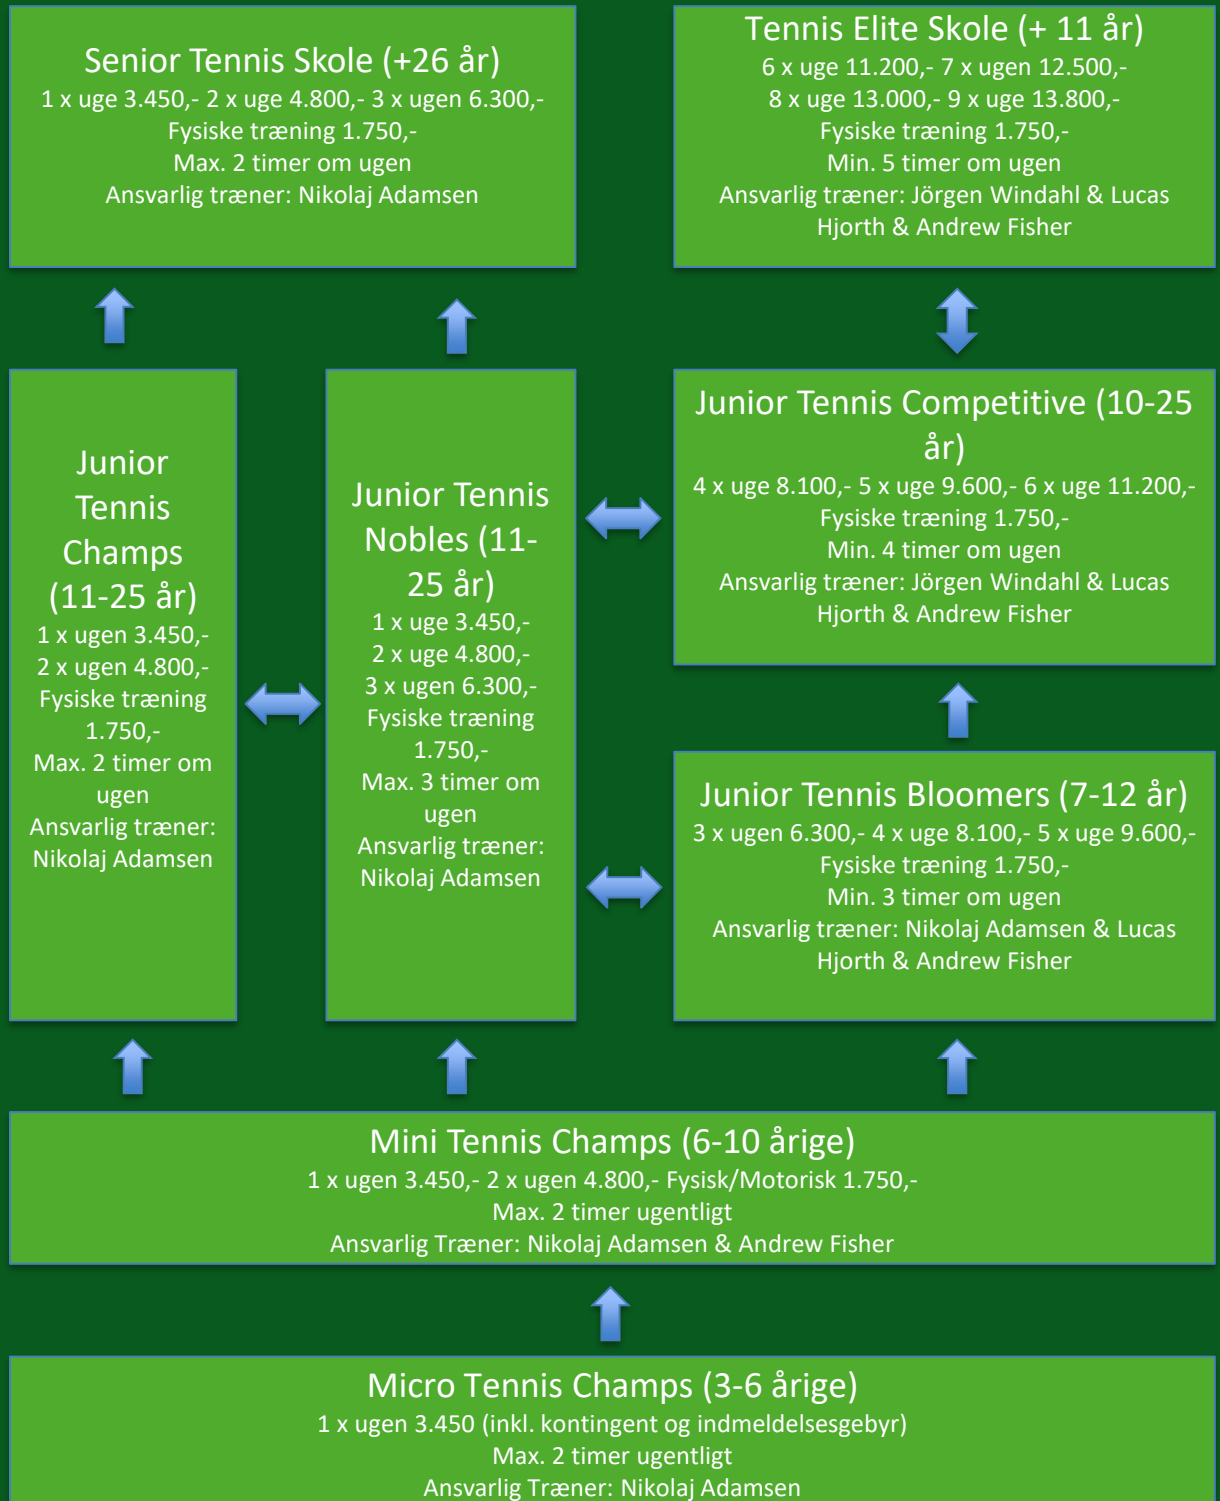 Senior Tennis Skole (+26 år)
1 x uge 3.450,- 2 x uge 4.800,- 3 x ugen 6.300,-
Fysiske træning 1.750,-
Max. 2 timer om ugen
Ansvarlig træner: Nikolaj Adamsen
Tennis Elite Skole (+ 11 år)
6 x uge 11.200,- 7 x ugen 12.500,-
8 x uge 13.000,- 9 x uge 13.800,-
Fysiske træning 1.750,-
Min. 5 timer om ugen
Ansvarlig træner: Jörgen Windahl & Lucas
Hjorth & Andrew Fisher
Junior
Tennis
Champs
(11-25 år)
1 x ugen 3.450,-
2 x ugen 4.800,-
Fysiske træning
1.750,-
Max. 2 timer om
ugen
Ansvarlig træner:
Nikolaj Adamsen
Junior Tennis
Nobles (11-
25 år)
1 x uge 3.450,-
2 x uge 4.800,-
3 x ugen 6.300,-
Fysiske træning
1.750,-
Max. 3 timer om
ugen
Ansvarlig træner:
Nikolaj Adamsen
Junior Tennis Competitive (10-25
år)
4 x uge 8.100,- 5 x uge 9.600,- 6 x uge 11.200,-
Fysiske træning 1.750,-
Min. 4 timer om ugen
Ansvarlig træner: Jörgen Windahl & Lucas
Hjorth & Andrew Fisher
Junior Tennis Bloomers (7-12 år)
3 x ugen 6.300,- 4 x uge 8.100,- 5 x uge 9.600,-
Fysiske træning 1.750,-
Min. 3 timer om ugen
Ansvarlig træner: Nikolaj Adamsen & Lucas
Hjorth & Andrew Fisher
Mini Tennis Champs (6-10 årige)
1 x ugen 3.450,- 2 x ugen 4.800,- Fysisk/Motorisk 1.750,-
Max. 2 timer ugentligt
Ansvarlig Træner: Nikolaj Adamsen & Andrew Fisher
Micro Tennis Champs (3-6 årige)
1 x ugen 3.450 (inkl. kontingent og indmeldelsesgebyr)
Max. 2 timer ugentligt
Ansvarlig Træner: Nikolaj Adamsen